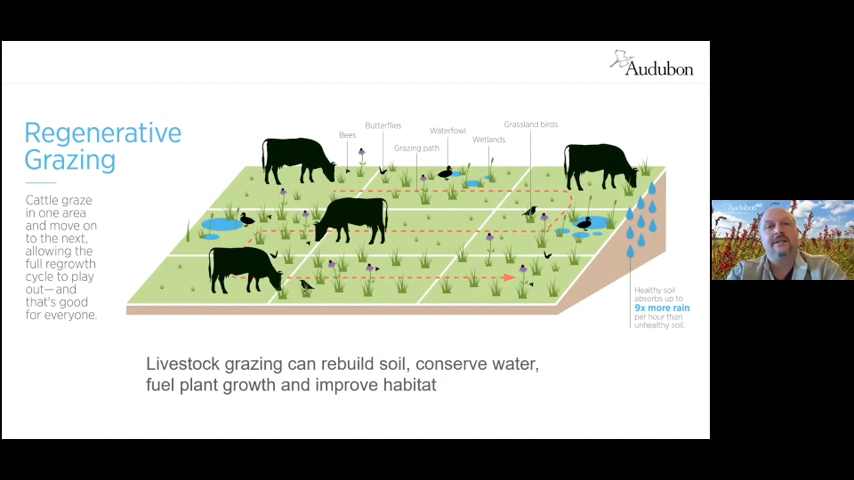 Audubon
Regenerative
Grazing
Cattle graze
in one area
and move on
to the next,
allowing the
full regrowth
cycle to play
out—and
that's good
for everyone.
Bees
Butterflies
Grazing path
Waterfowl
Wetlands
Grassland birds
Healthy soil
absorbs up to
9x more rain
per hour than
unhealthy soil.
Livestock grazing can rebuild soil, conserve water,
fuel plant growth and improve habitat
Audubon